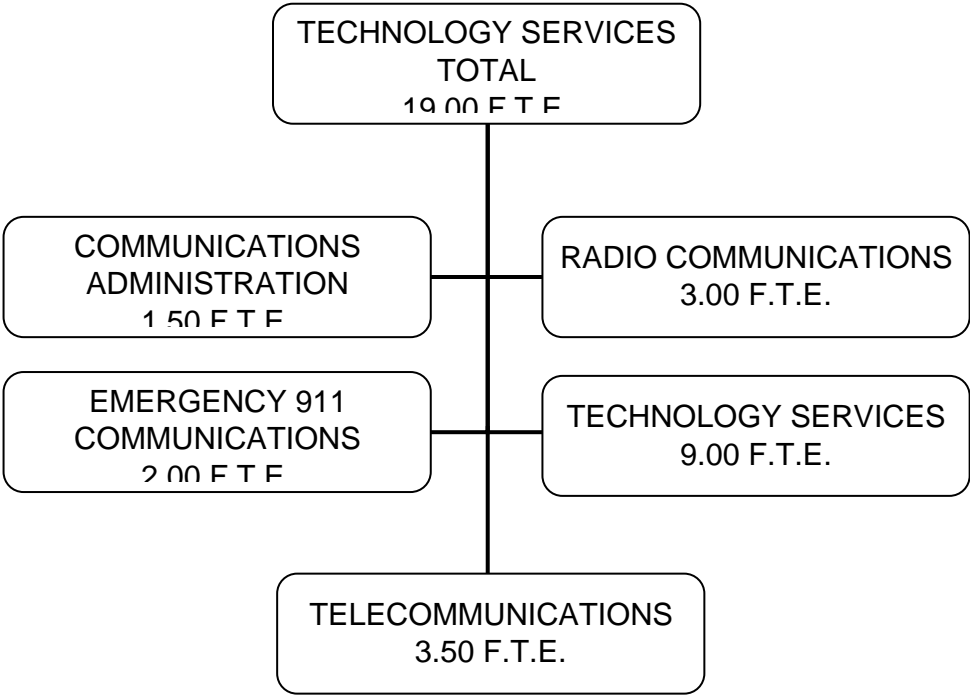 TECHNOLOGY SERVICES
TOTAL
19.00 F.T.E.
COMMUNICATIONS
ADMINISTRATION
1.50 F.T.E.
RADIO COMMUNICATIONS
3.00 F.T.E.
EMERGENCY 911
COMMUNICATIONS
2.00 F.T.E.
TECHNOLOGY SERVICES
9.00 F.T.E.
TELECOMMUNICATIONS
3.50 F.T.E.